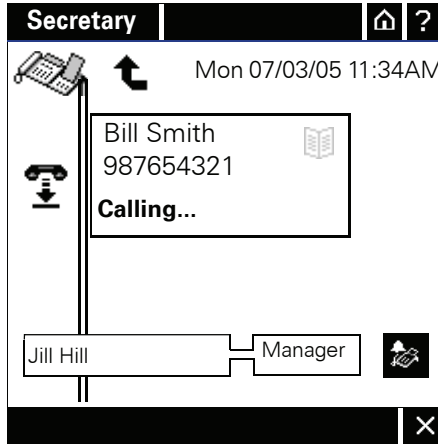 Secretary ?
Mon 07/03/05 11:34AM
Bill Smith
987654321
Calling...
Jill Hill
Manager